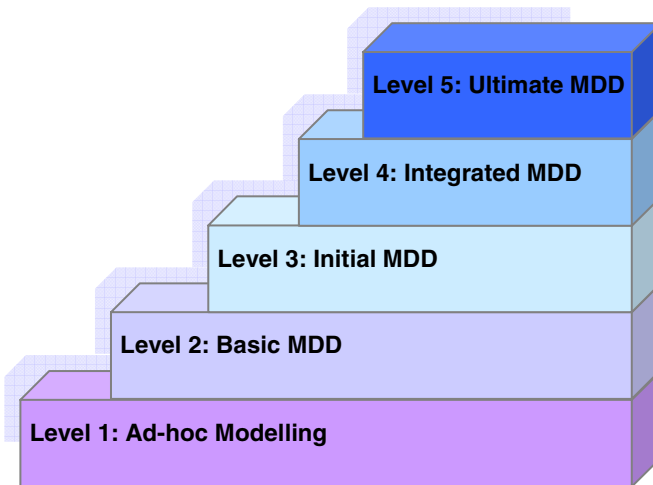 Level 5: Ultimate MDD
Level 4: Integrated MDD
Level 3: Initial MDD
Level 2: Basic MDD
Level 1: Ad-hoc Modelling